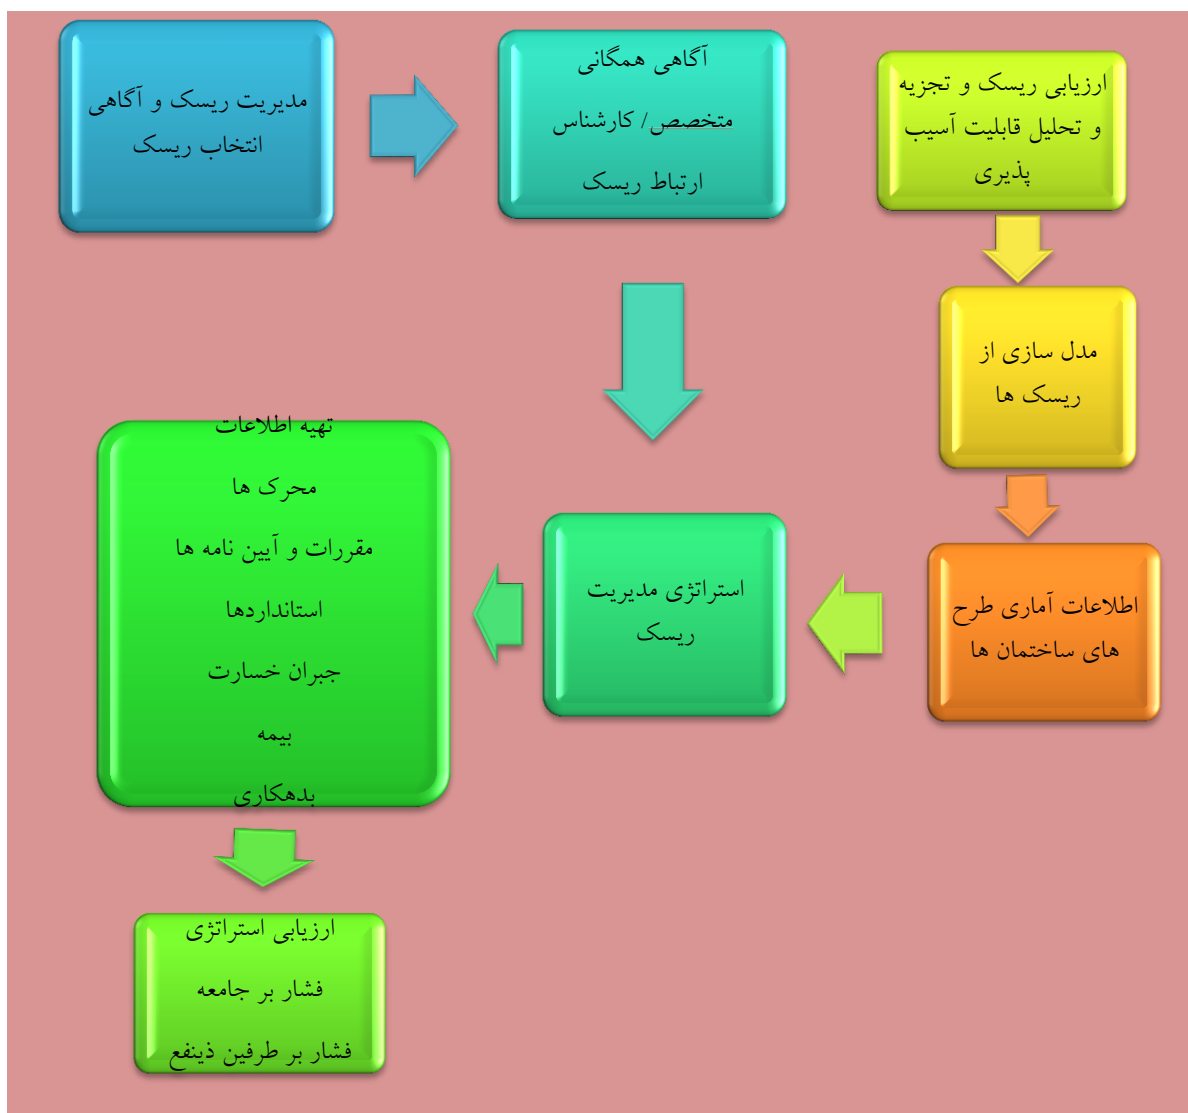 مدیریت ریسک و آگاهی
انتخاب ریسک
آگاهی همگانی
متخصص/ کارشناس
ارتباط ریسک
ارزیابی ریسک و تجزیه
و تحلیل قابلیت آسیب
پذیری
مدل سازی از
ریسک ها
اطلاعات آماری طرح
های ساختمان ها
استراتژی مدیریت
ریسک
تهیه اطلاعات
محرک ها
مقررات و آیین نامه ها
استانداردها
جبران خسارت
بیمه
بدهکاری
ارزیابی استراتژی
فشار بر جامعه
فشار بر طرفین ذینفع